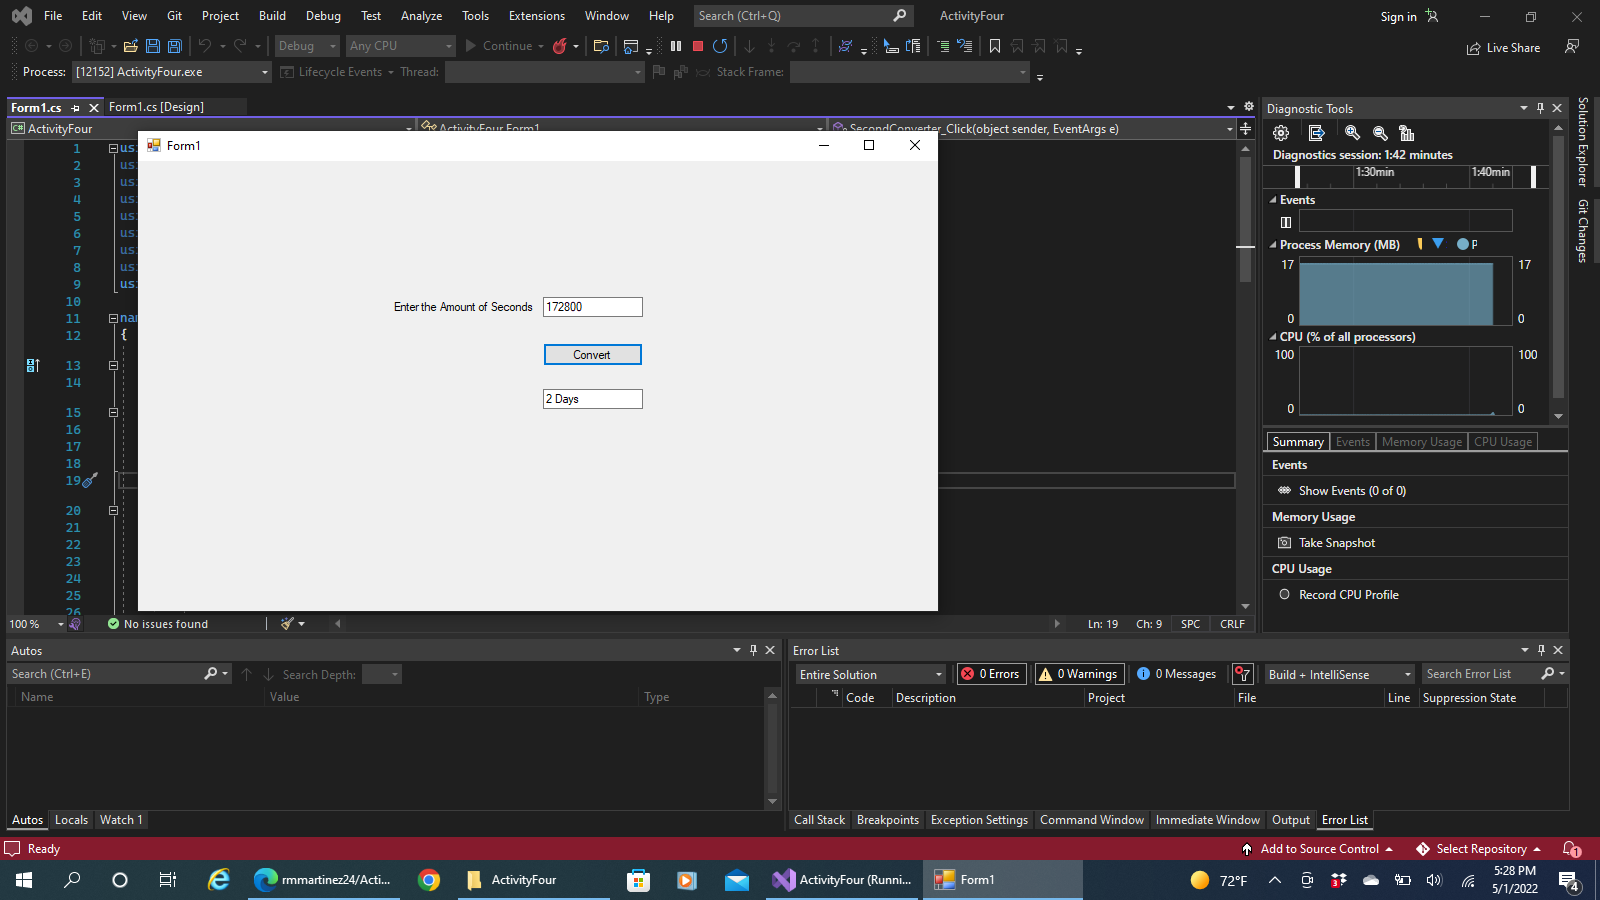 File Edit View Git Project Build Debug Test Analyze Tools Extensions Window Help Search (Ctrl+Q) ActivityFour Sign in
Debug Any CPU Continue Live Share
Process: [12152] ActivityFour.exe Lifecycle Events Thread: Stack Frame:
Form1.cs Form1.cs [Design]
ActivityFour ActivityFour.Form1 SecondConverter_Click(object sender, EventArgs e)
Form1
1 us
2 us
3 us
4 us
5 us
6 us
7 us
8 us
9 us
10
11 nam
12 {
13
14
15
16
17
18
19
20
21
22
23
24
25
26
Enter the Amount of Seconds 172800
Convert
2 Days
100 % No issues found Ln: 19 Ch: 9 SPC CRLF
Diagnostic Tools
Diagnostics session: 1:42 minutes
1:30min 1:40min
Events
Process Memory (MB) P
17 17
0 0
CPU (% of all processors)
100 100
0 0
Summary Events Memory Usage CPU Usage
Events
Show Events (0 of 0)
Memory Usage
Take Snapshot
CPU Usage
Record CPU Profile
Solution Explorer
Git Changes
Autos
Search (Ctrl+E) Search Depth:
Name Value Type
Autos Locals Watch 1
Error List
Entire Solution 0 Errors 0 Warnings 0 Messages Build + IntelliSense Search Error List
Code Description Project File Line Suppression State
Call Stack Breakpoints Exception Settings Command Window Immediate Window Output Error List
Ready Add to Source Control Select Repository 1
rmmartinez24/Acti... ActivityFour ActivityFour (Runni... Form1 72°F 3 5:28 PM
5/1/2022 4